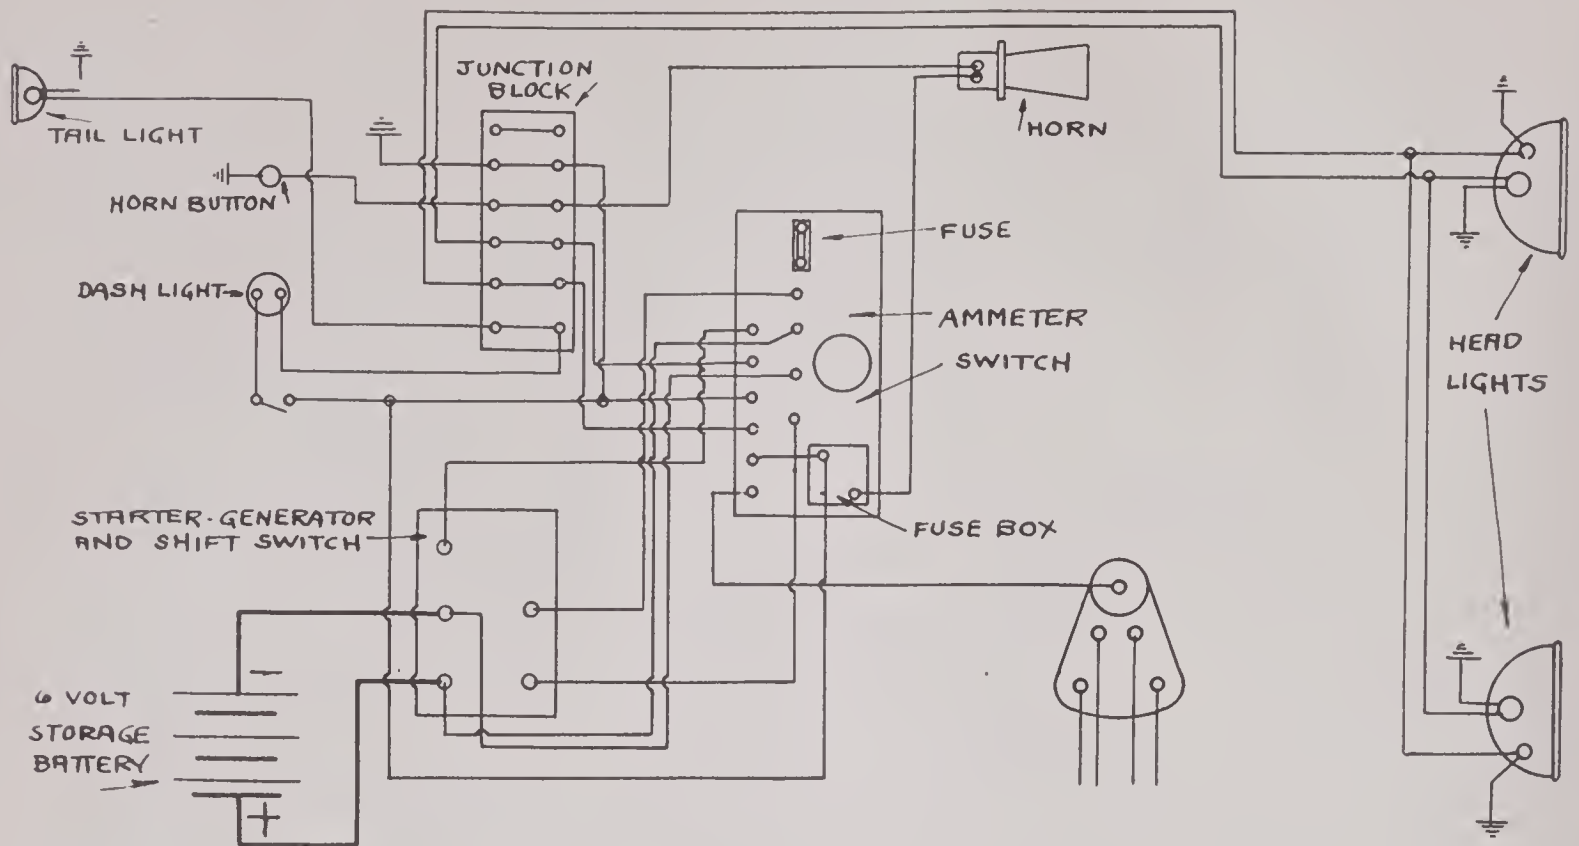 JUNCTION
BLOCK
TAIL LIGHT
HORN
HORN BUTTON
FUSE
DASH LIGHT
AMMETER
SWITCH
HEAD
LIGHTS
STARTER-GENERATOR
AND SHIFT SWITCH
FUSE BOX
6 VOLT
STORAGE
BATTERY
-
+